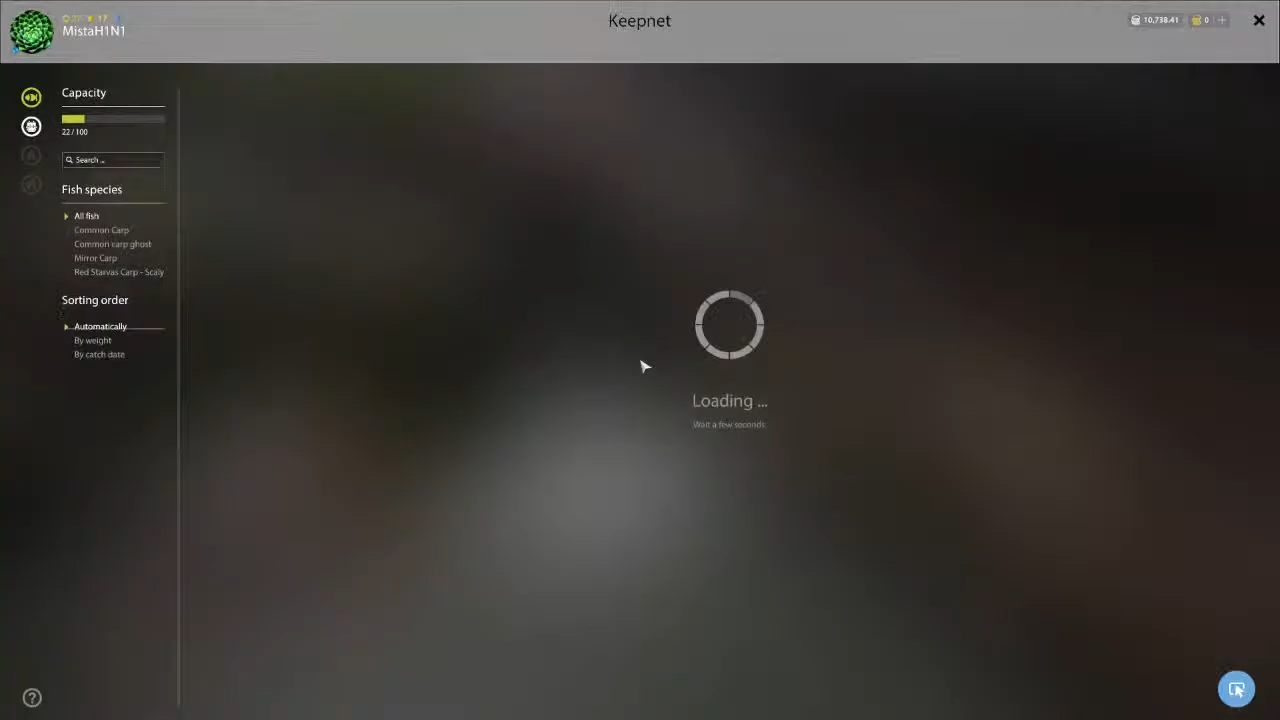 Keepnet
MistaH1N1
10,738.41
0
Capacity
22 / 100
Search ...
Fish species
All fish
Common Carp
Common carp ghost
Mirror Carp
Red Starvas Carp - Scaly
Sorting order
Automatically
By weight
By catch date
Loading ...
Wait a few seconds